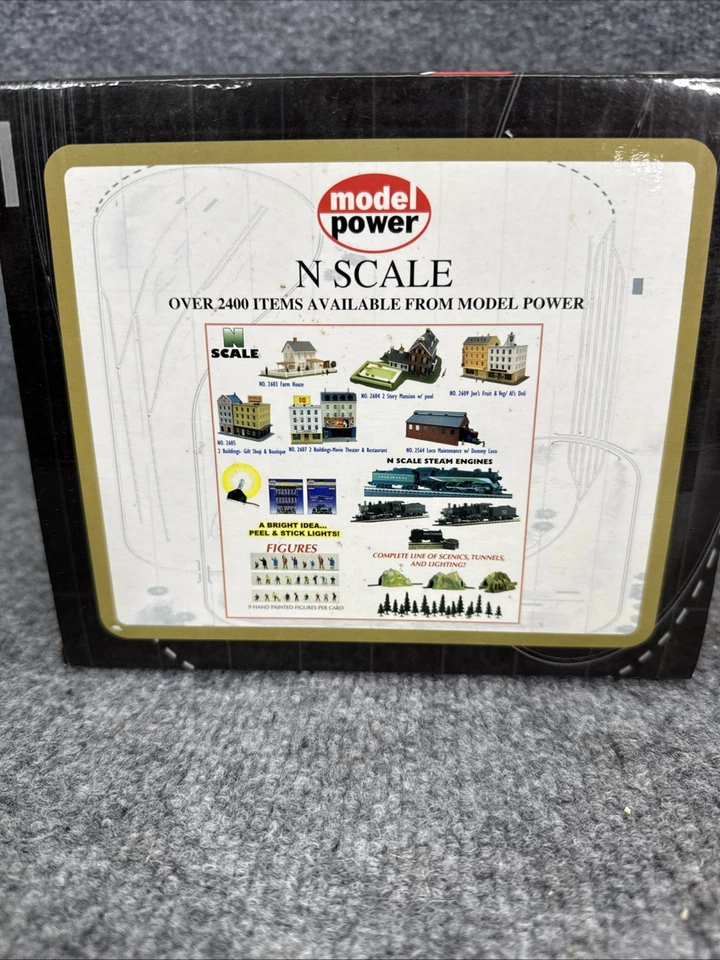 model
power
N SCALE
OVER 2400 ITEMS AVAILABLE FROM MODEL POWER
N
SCALE
NO. 2603 Farm House
NO. 2604 2 Story Mansion w/ pool
NO. 2609 Joe's Fruit & Veg/ Al's Deli
NO. 2605
2 Buildings- Gift Shop & Boutique
NO. 2607 2 Buildings-Movie Theater & Restaurant
NO. 2564 Loco Maintenance w/ Dummy Loco
N SCALE STEAM ENGINES
A BRIGHT IDEA...
PEEL & STICK LIGHTS!
FIGURES
COMPLETE LINE OF SCENICS, TUNNELS,
AND LIGHTING!
9 HAND PAINTED FIGURES PER CARD